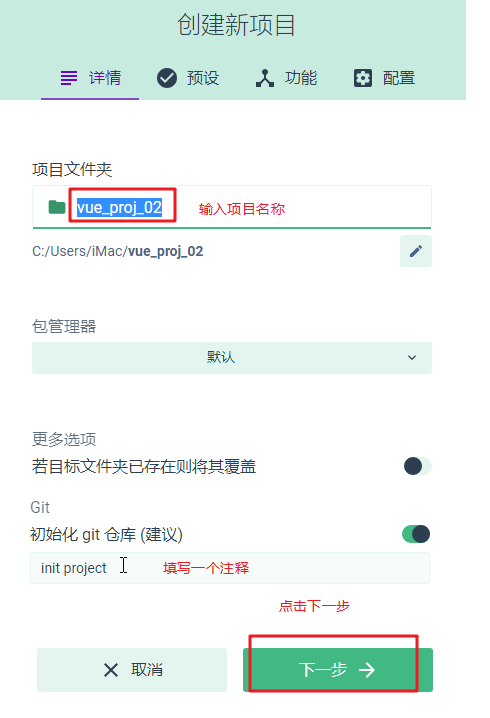 创建新项目
详情 预设 功能 配置
项目文件夹
vue_proj_02 输入项目名称
C:/Users/iMac/vue_proj_02
包管理器
默认
更多选项
若目标文件夹已存在则将其覆盖
Git
初始化 git 仓库 (建议)
init project 填写一个注释
点击下一步
取消 下一步